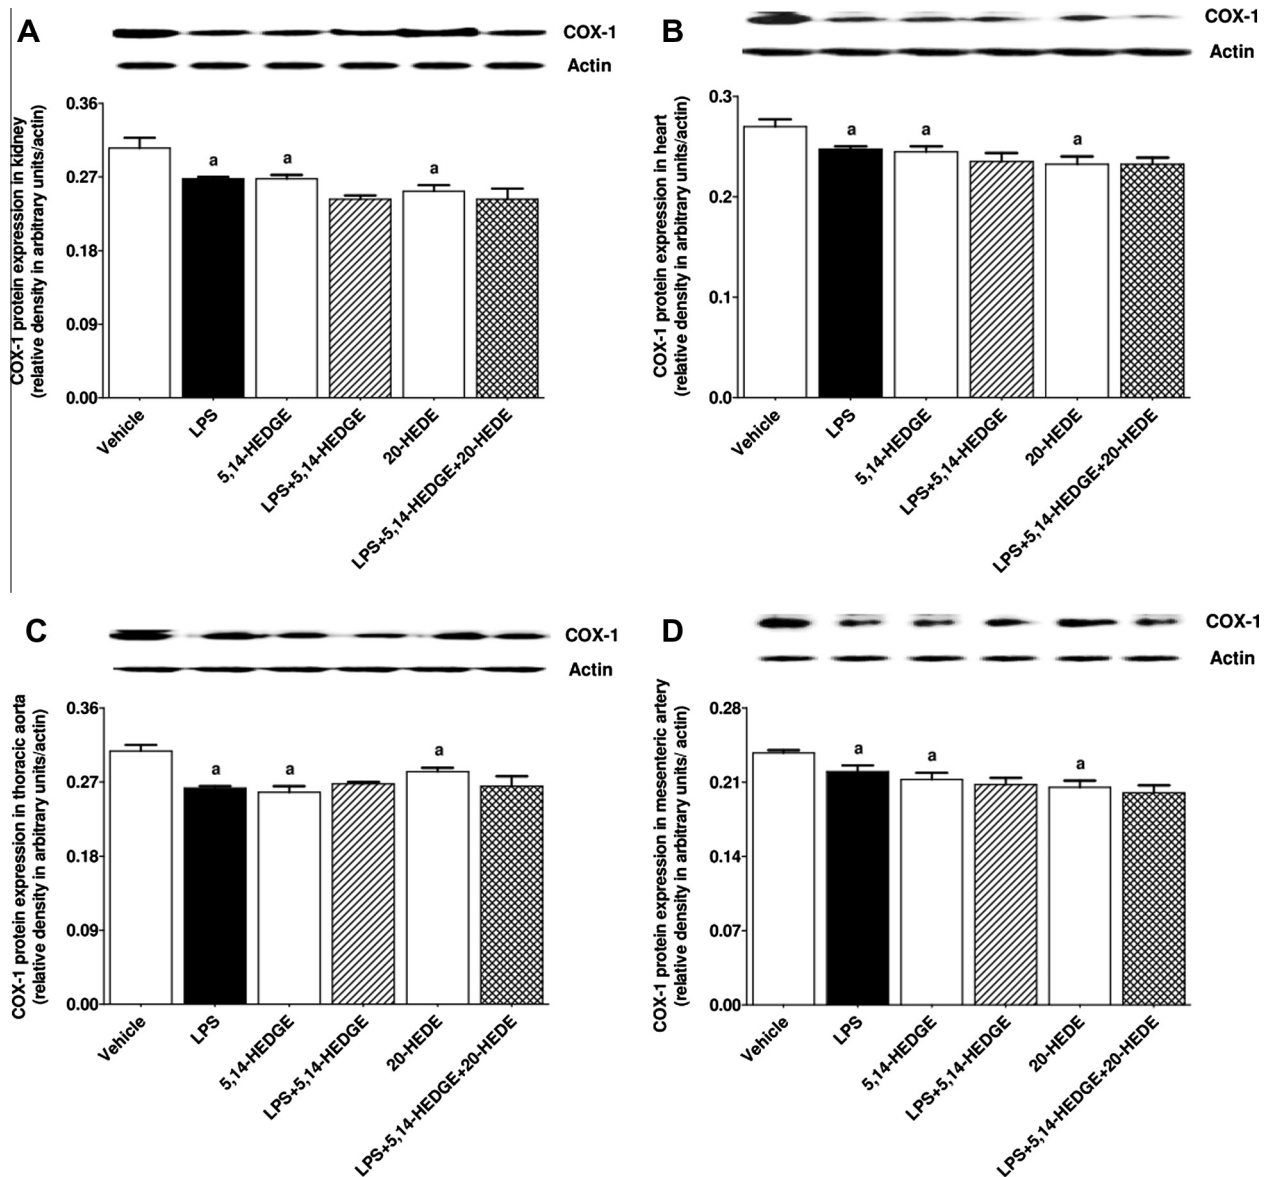 A
COX-1
Actin
COX-1 protein expression in kidney
(relative density in arbitrary units/actin)
0.36
0.27
0.18
0.09
0.00
a
a
a
Vehicle
LPS
5,14-HEDGE
LPS+5,14-HEDGE
20-HEDE
LPS+5,14-HEDGE+20-HEDE
B
COX-1
Actin
COX-1 protein expression in heart
(relative density in arbitrary units/actin)
0.3
0.2
0.1
0.0
a
a
a
Vehicle
LPS
5,14-HEDGE
LPS+5,14-HEDGE
20-HEDE
LPS+5,14-HEDGE+20-HEDE
C
COX-1
Actin
COX-1 protein expression in thoracic aorta
(relative density in arbitrary units/actin)
0.36
0.27
0.18
0.09
0.00
a
a
a
Vehicle
LPS
5,14-HEDGE
LPS+5,14-HEDGE
20-HEDE
LPS+5,14-HEDGE+20-HEDE
D
COX-1
Actin
COX-1 protein expression in mesenteric artery
(relative density in arbitrary units/ actin)
0.28
0.21
0.14
0.07
0.00
a
a
a
Vehicle
LPS
5,14-HEDGE
LPS+5,14-HEDGE
20-HEDE
LPS+5,14-HEDGE+20-HEDE